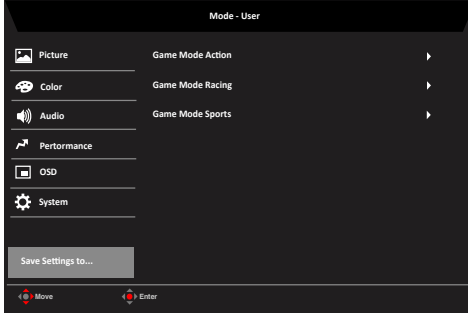 Mode - User
Picture
Color
Audio
Pertormance
OSD
System
Save Settings to...
Game Mode Action
Game Mode Racing
Game Mode Sports
Move
Enter